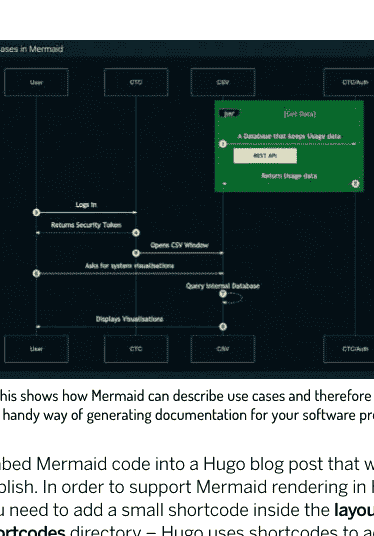 ases in Mermaid
User CTC CSV CTC/Auth
par [Get Data]
A Database that keeps Usage data
REST API
Return Usage data
Logs in
Returns Security Token
Opens CSV Window
Asks for system visualisations
Query Internal Database
Displays Visualisations
User CTC CSV CTC/Auth
his shows how Mermaid can describe use cases and therefore
handy way of generating documentation for your software pr
bed Mermaid code into a Hugo blog post that w
blish. In order to support Mermaid rendering in
u need to add a small shortcode inside the layou
ortcodes directory – Hugo uses shortcodes to a